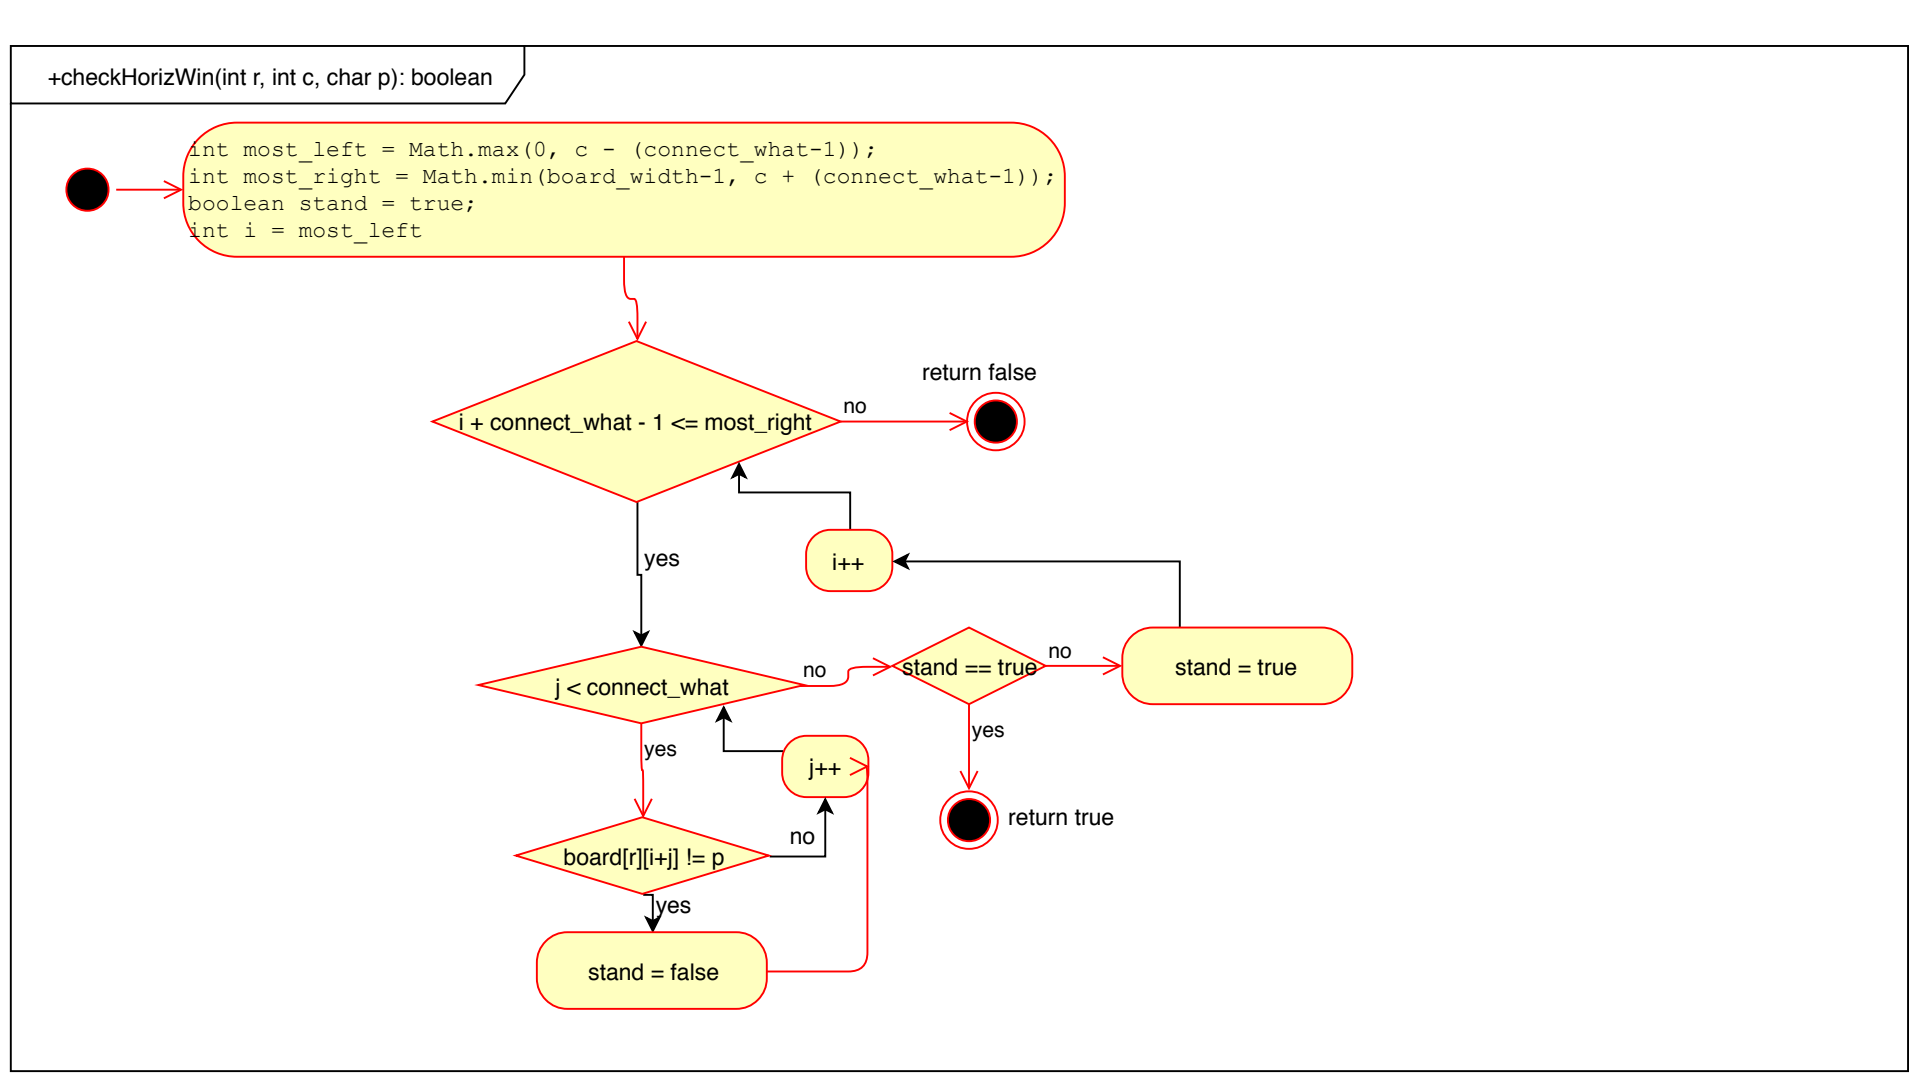 +checkHorizWin(int r, int c, char p): boolean
int most_left = Math.max(0, c - (connect_what-1));
int most_right = Math.min(board_width-1, c + (connect_what-1));
boolean stand = true;
int i = most_left
return false
i + connect_what - 1 <= most_right
no
yes
i++
j < connect_what
no
stand == true
no
stand = true
yes
yes
j++
return true
board[r][i+j] != p
no
yes
stand = false